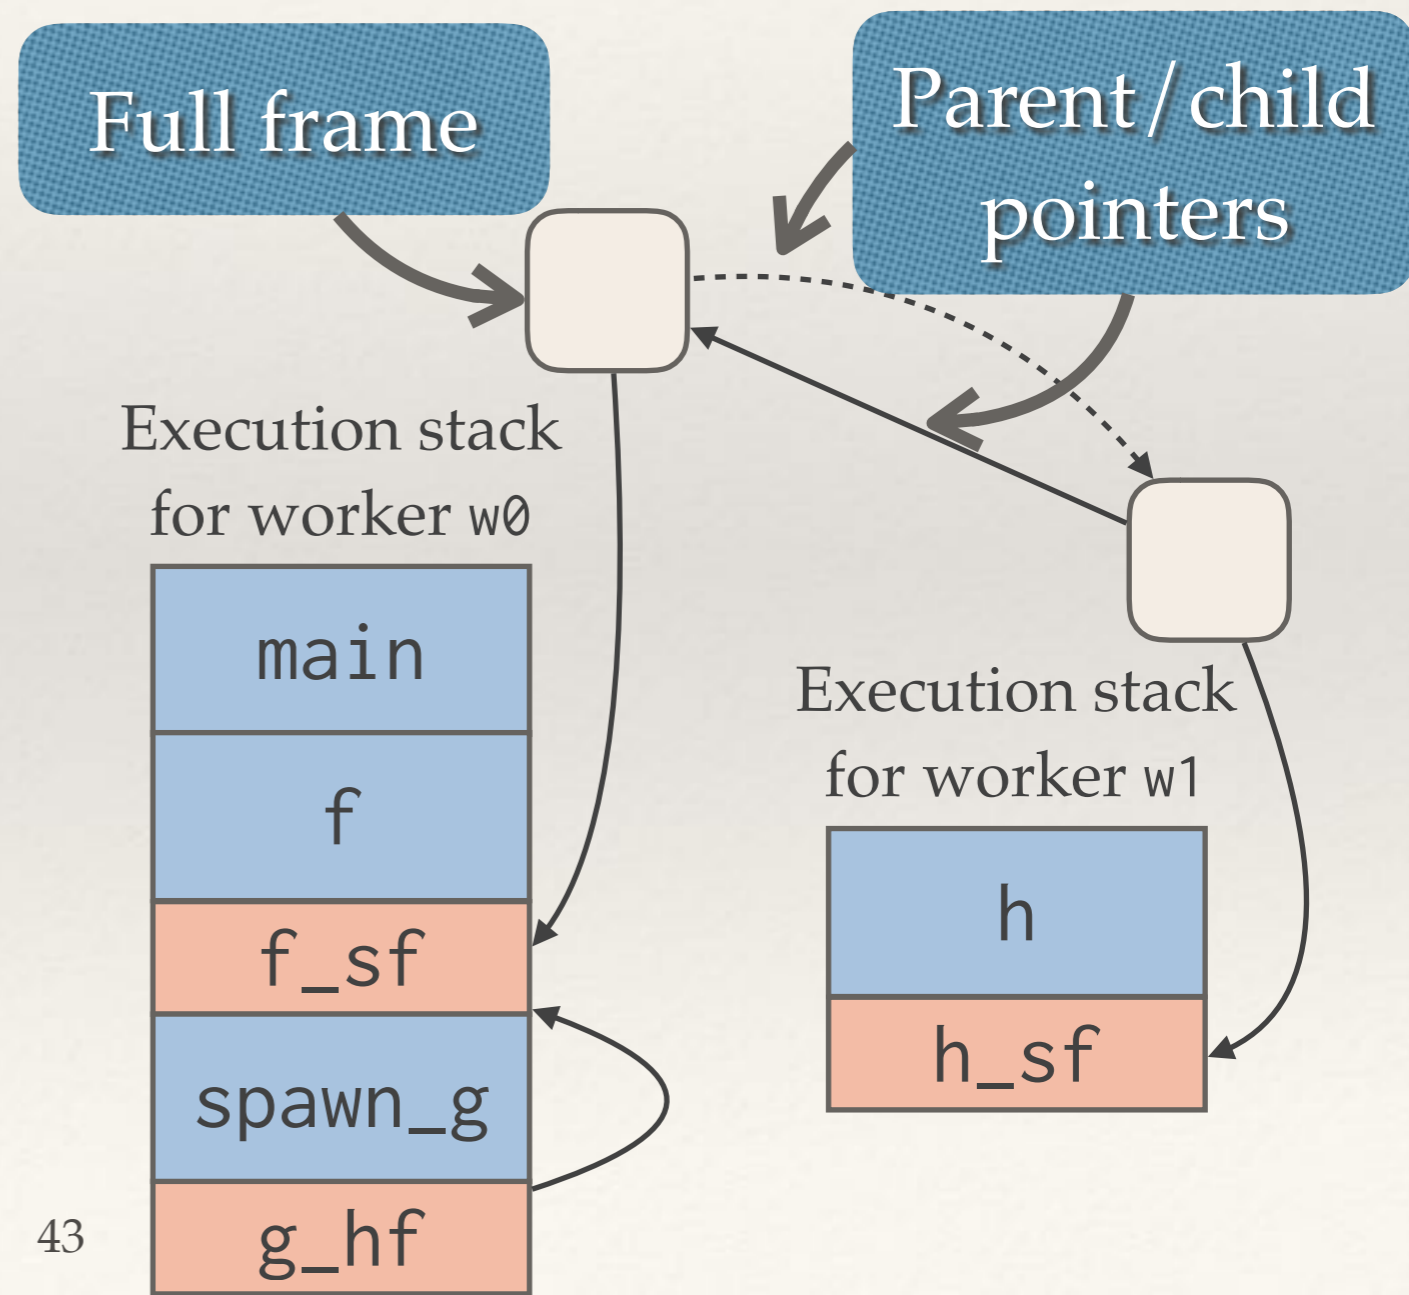 Full frame
Parent/child
pointers
Execution stack
for worker w0
main
f
f_sf
spawn_g
g_hf
Execution stack
for worker w1
h
h_sf
43